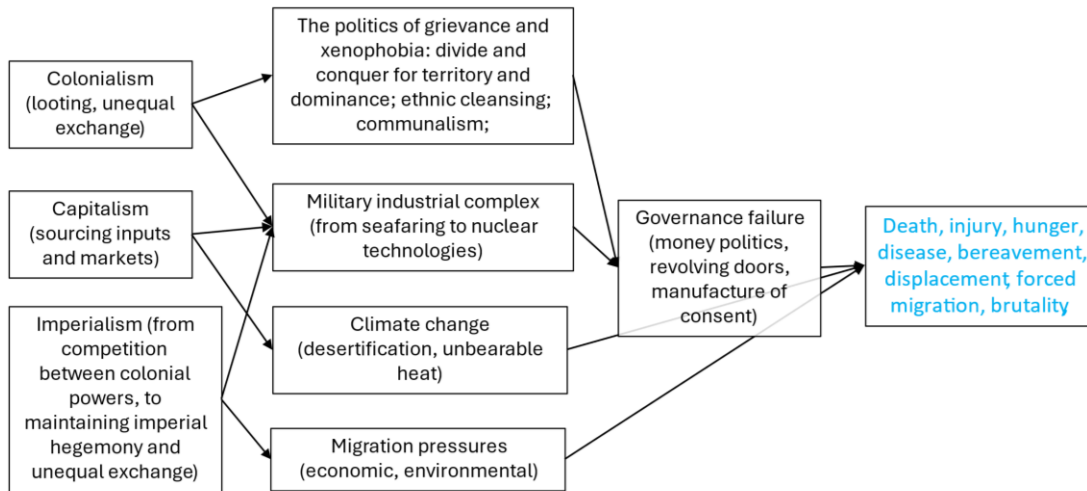 Colonialism
(looting, unequal
exchange)
Capitalism
(sourcing inputs
and markets)
Imperialism (from
competition
between colonial
powers, to
maintaining imperial
hegemony and
unequal exchange)
The politics of grievance and
xenophobia: divide and
conquer for territory and
dominance; ethnic cleansing;
communalism;
Military industrial complex
(from seafaring to nuclear
technologies)
Climate change
(desertification, unbearable
heat)
Migration pressures
(economic, environmental)
Governance failure
(money politics,
revolving doors,
manufacture of
consent)
Death, injury, hunger,
disease, bereavement,
displacement, forced
migration, brutality,